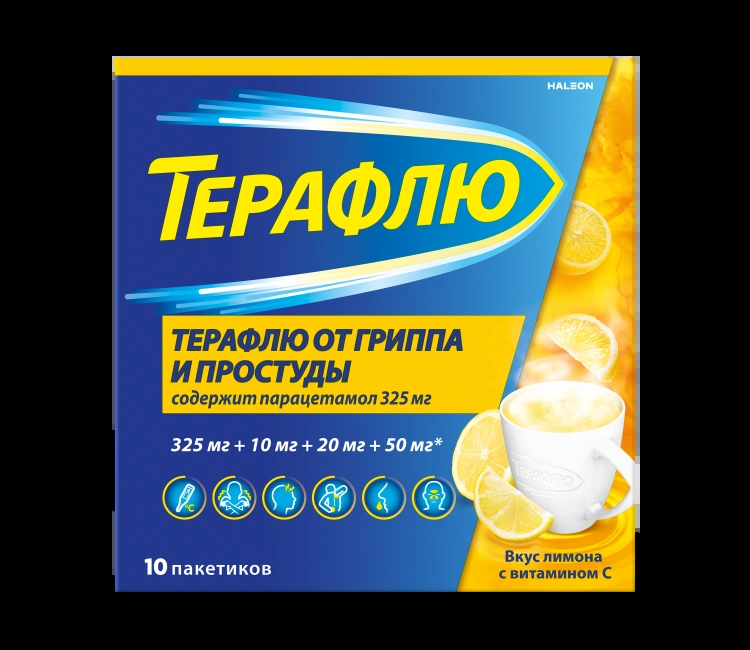 HALEON
ТЕРАФЛЮ
ТЕРАФЛЮ ОТ ГРИППА
И ПРОСТУДЫ
содержит парацетамол 325 мг
325 мг + 10 мг + 20 мг + 50 мг*
°C
ТЕРАФЛЮ
10 пакетиков
Вкус лимона
с витамином С